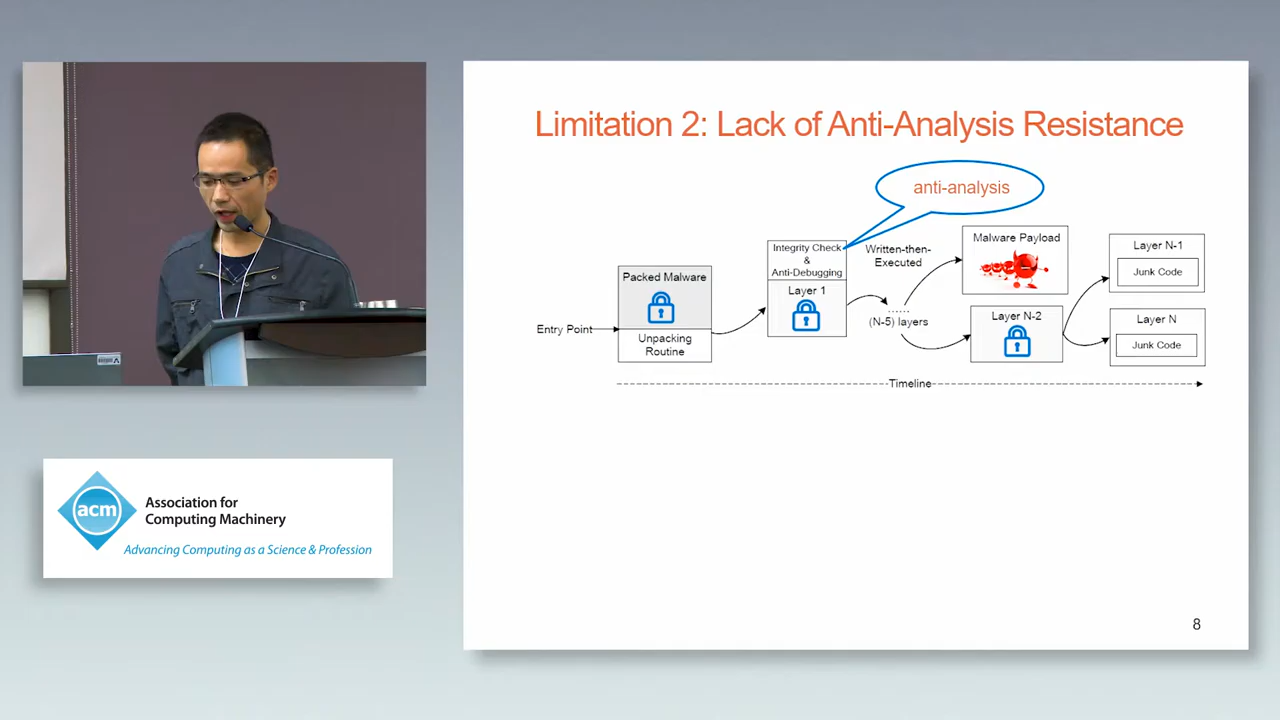 Limitation 2: Lack of Anti-Analysis Resistance
anti-analysis
Integrity Check
&
Anti-Debugging
Layer 1
Written-then-
Executed
Malware Payload
Layer N-1
Junk Code
Packed Malware
Unpacking
Routine
Entry Point
......
(N-5) layers
Layer N-2
Layer N
Junk Code
Timeline
8
acm
Association for
Computing Machinery
Advancing Computing as a Science & Profession